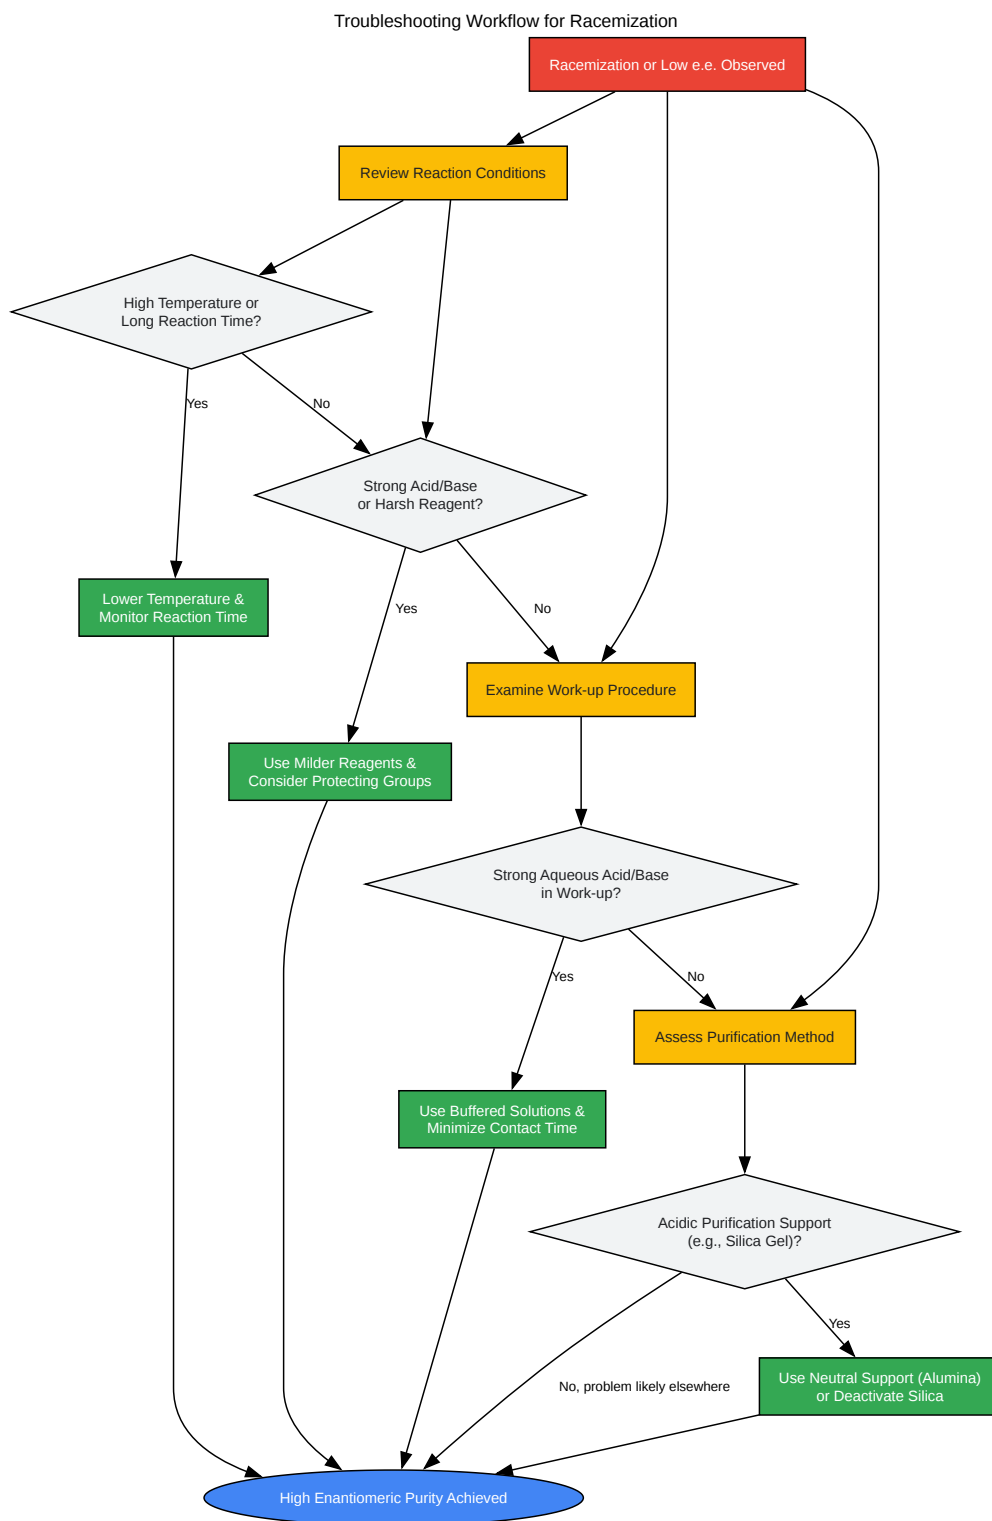 Troubleshooting Workflow for Racemization
Racemization or Low e.e. Observed
Review Reaction Conditions
High Temperature or
Long Reaction Time?
Yes
No
Strong Acid/Base
or Harsh Reagent?
Lower Temperature &
Monitor Reaction Time
Yes
No
Examine Work-up Procedure
Use Milder Reagents &
Consider Protecting Groups
Strong Aqueous Acid/Base
in Work-up?
Yes
No
Assess Purification Method
Use Buffered Solutions &
Minimize Contact Time
Acidic Purification Support
(e.g., Silica Gel)?
Yes
No, problem likely elsewhere
Use Neutral Support (Alumina)
or Deactivate Silica
High Enantiomeric Purity Achieved